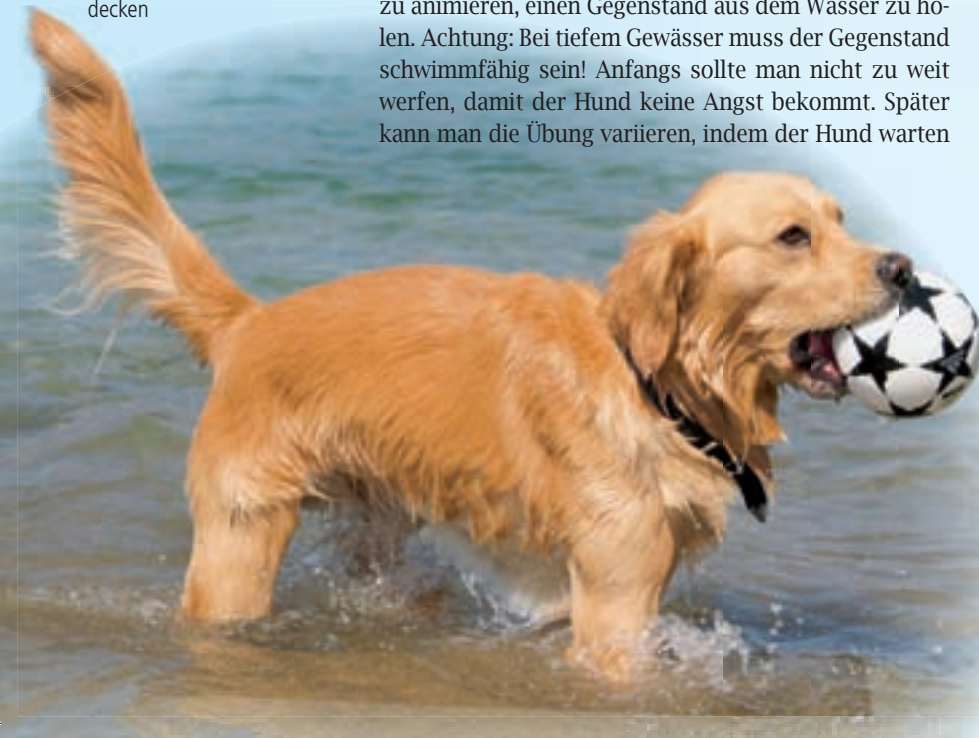 decken
zu animieren, einen Gegenstand aus dem Wasser zu ho-
len. Achtung: Bei tiefem Gewässer muss der Gegenstand
schwimmfähig sein! Anfangs sollte man nicht zu weit
werfen, damit der Hund keine Angst bekommt. Später
kann man die Übung variieren, indem der Hund warten